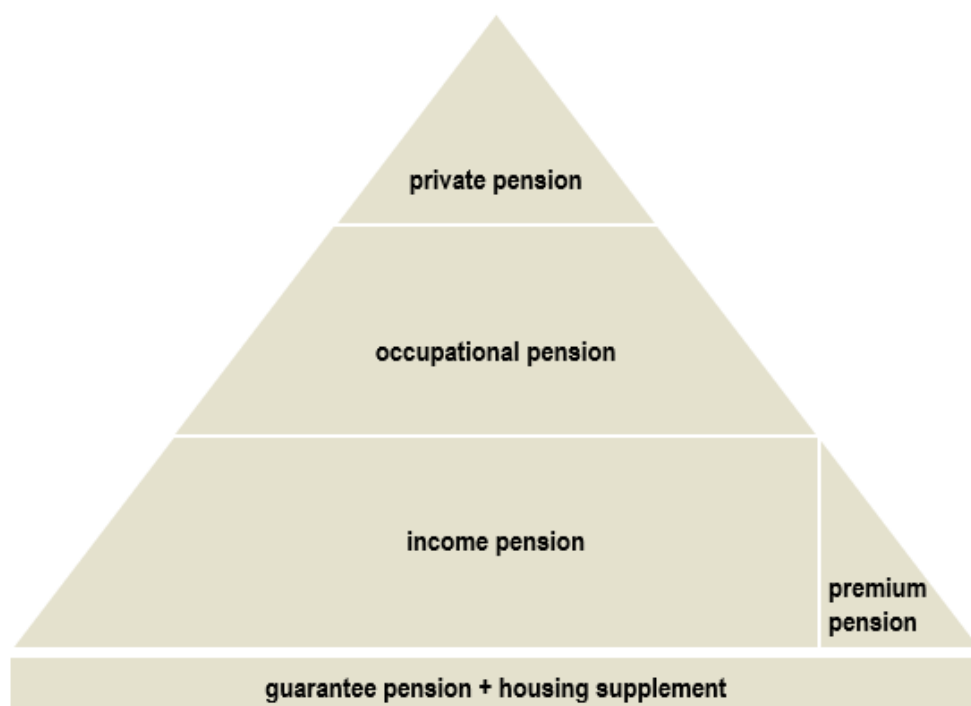 private pension
occupational pension
income pension
premium
pension
guarantee pension + housing supplement